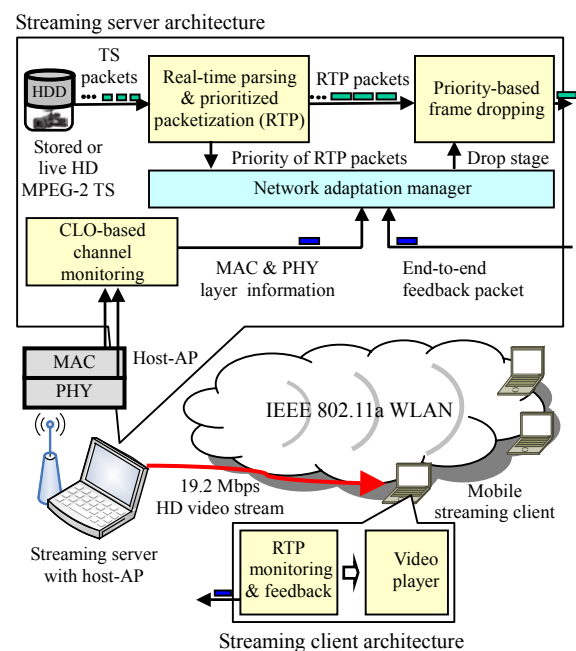 Streaming server architecture
TS
packets
HDD
Stored or
live HD
MPEG-2 TS
Real-time parsing
& prioritized
packetization (RTP)
RTP packets
Priority-based
frame dropping
Priority of RTP packets
Drop stage
Network adaptation manager
CLO-based
channel
monitoring
MAC & PHY
layer information
End-to-end
feedback packet
MAC
PHY
Host-AP
IEEE 802.11a WLAN
19.2 Mbps
HD video stream
Mobile
streaming client
Streaming server
with host-AP
RTP
monitoring
& feedback
Video
player
Streaming client architecture